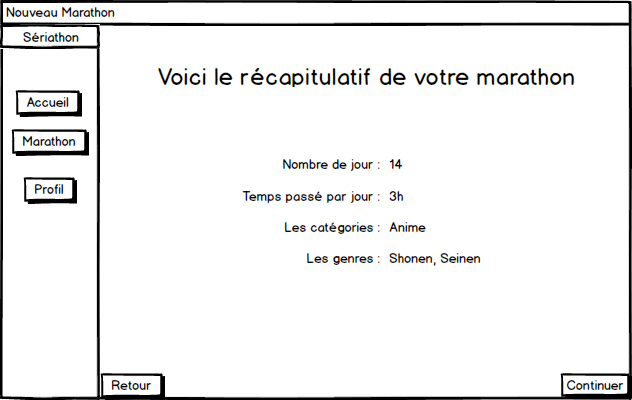 Nouveau Marathon
Sériathon
Accueil
Marathon
Profil
Voici le récapitulatif de votre marathon
Nombre de jour : 14
Temps passé par jour : 3h
Les catégories : Anime
Les genres : Shonen, Seinen
Retour
Continuer